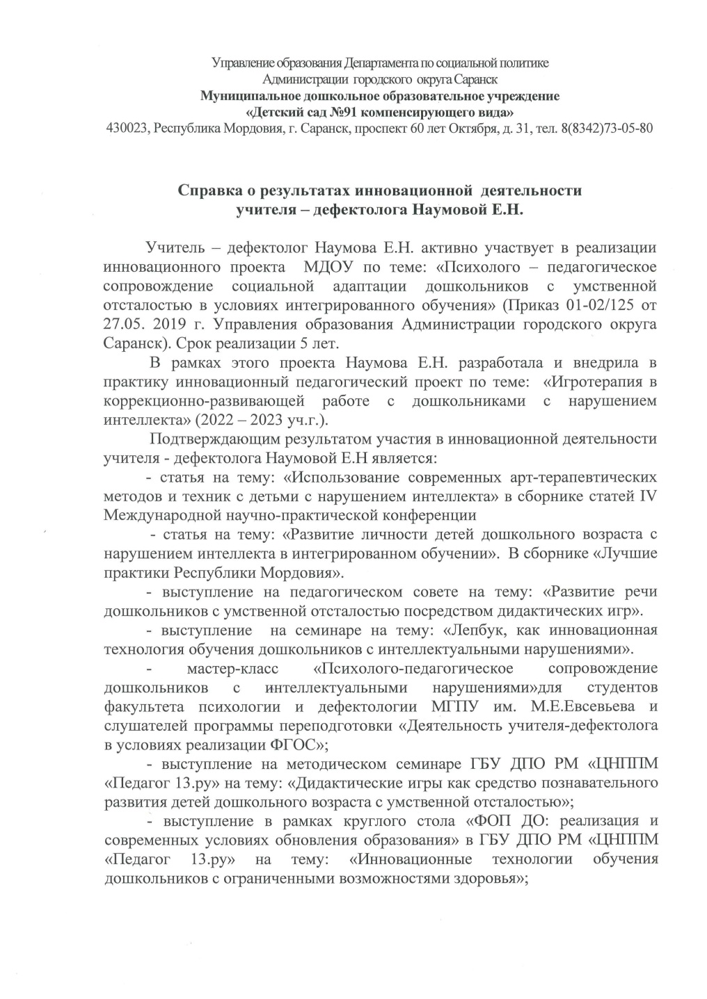 Управление образования Департамента по социальной политике
Администрации городского округа Саранск
Муниципальное дошкольное образовательное учреждение
«Детский сад №91 компенсирующего вида»
430023, Республика Мордовия, г. Саранск, проспект 60 лет Октября, д. 31, тел. 8(8342)73-05-80
Справка о результатах инновационной деятельности
учителя – дефектолога Наумовой Е.Н.
Учитель – дефектолог Наумова Е.Н. активно участвует в реализации
инновационного проекта МДОУ по теме: «Психолого – педагогическое
сопровождение социальной адаптации дошкольников с умственной
отсталостью в условиях интегрированного обучения» (Приказ 01-02/125 от
27.05. 2019 г. Управления образования Администрации городского округа
Саранск). Срок реализации 5 лет.
В рамках этого проекта Наумова Е.Н. разработала и внедрила в
практику инновационный педагогический проект по теме: «Игротерапия в
коррекционно-развивающей работе с дошкольниками с нарушением
интеллекта» (2022 – 2023 уч.г.).
Подтверждающим результатом участия в инновационной деятельности
учителя - дефектолога Наумовой Е.Н является:
- статья на тему: «Использование современных арт-терапевтических
методов и техник с детьми с нарушением интеллекта» в сборнике статей IV
Международной научно-практической конференции
- статья на тему: «Развитие личности детей дошкольного возраста с
нарушением интеллекта в интегрированном обучении». В сборнике «Лучшие
практики Республики Мордовия».
- выступление на педагогическом совете на тему: «Развитие речи
дошкольников с умственной отсталостью посредством дидактических игр».
- выступление на семинаре на тему: «Лепбук, как инновационная
технология обучения дошкольников с интеллектуальными нарушениями».
- мастер-класс «Психолого-педагогическое сопровождение
дошкольников с интеллектуальными нарушениями»для студентов
факультета психологии и дефектологии МГПУ им. М.Е.Евсевьева и
слушателей программы переподготовки «Деятельность учителя-дефектолога
в условиях реализации ФГОС»;
- выступление на методическом семинаре ГБУ ДПО РМ «ЦНППМ
«Педагог 13.ру» на тему: «Дидактические игры как средство познавательного
развития детей дошкольного возраста с умственной отсталостью»;
- выступление в рамках круглого стола «ФОП ДО: реализация и
современных условиях обновления образования» в ГБУ ДПО РМ «ЦНППМ
«Педагог 13.ру» на тему: «Инновационные технологии обучения
дошкольников с ограниченными возможностями здоровья»;